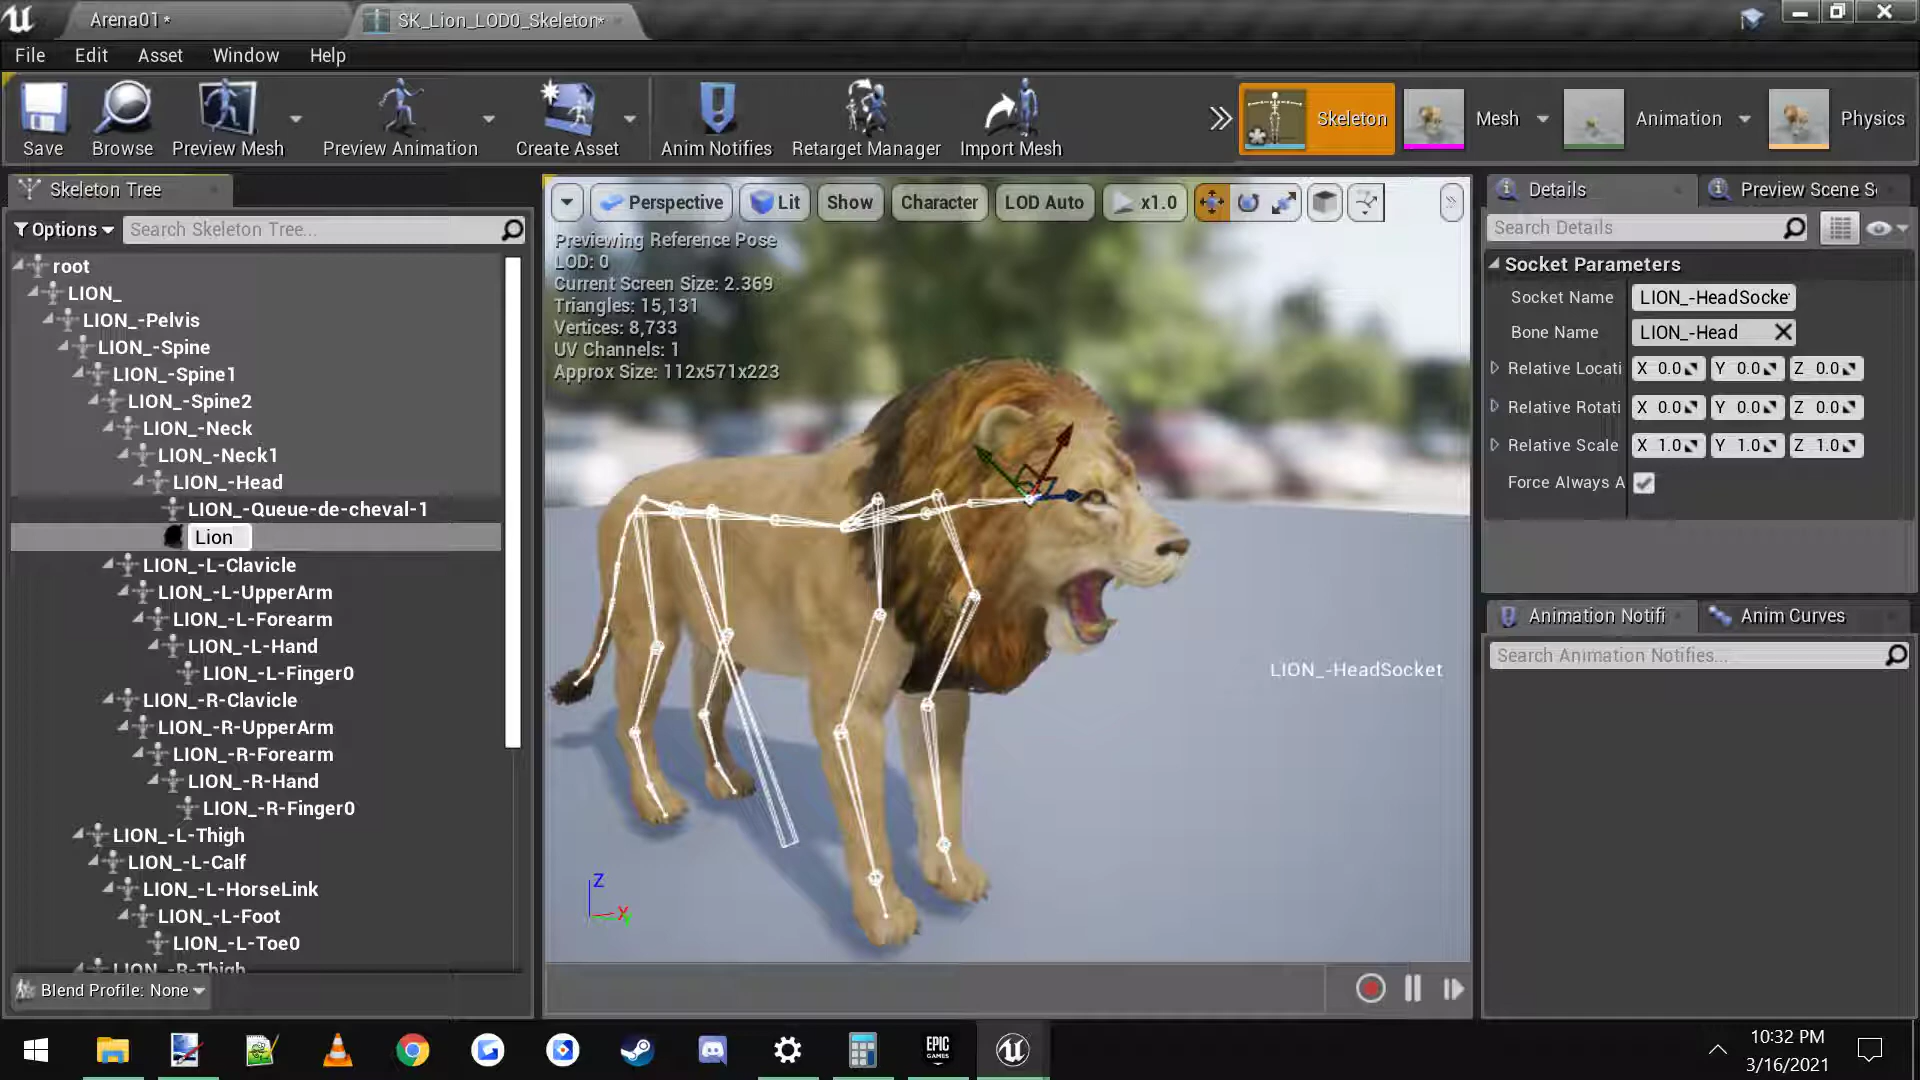 Arena01*
SK_Lion_LOD0_Skeleton*
File Edit Asset Window Help
Save
Browse
Preview Mesh
Preview Animation
Create Asset
Anim Notifies
Retarget Manager
Import Mesh
Skeleton
Mesh
Animation
Physics
Skeleton Tree
Options
Search Skeleton Tree...
root
LION_
LION_-Pelvis
LION_-Spine
LION_-Spine1
LION_-Spine2
LION_-Neck
LION_-Neck1
LION_-Head
LION_-Queue-de-cheval-1
Lion
LION_-L-Clavicle
LION_-L-UpperArm
LION_-L-Forearm
LION_-L-Hand
LION_-L-Finger0
LION_-R-Clavicle
LION_-R-UpperArm
LION_-R-Forearm
LION_-R-Hand
LION_-R-Finger0
LION_-L-Thigh
LION_-L-Calf
LION_-L-HorseLink
LION_-L-Foot
LION_-L-Toe0
LION_-R-Thigh
Blend Profile: None
Perspective
Lit
Show
Character
LOD Auto
x1.0
Previewing Reference Pose
LOD: 0
Current Screen Size: 2.369
Triangles: 15,131
Vertices: 8,733
UV Channels: 1
Approx Size: 112x571x223
LION_-HeadSocket
Z
X
Details
Preview Scene S
Search Details
Socket Parameters
Socket Name LION_-HeadSocke
Bone Name LION_-Head
Relative Locati X 0.0 Y 0.0 Z 0.0
Relative Rotati X 0.0 Y 0.0 Z 0.0
Relative Scale X 1.0 Y 1.0 Z 1.0
Force Always A
Animation Notifi
Anim Curves
Search Animation Notifies...
EPIC
GAMES
10:32 PM
3/16/2021